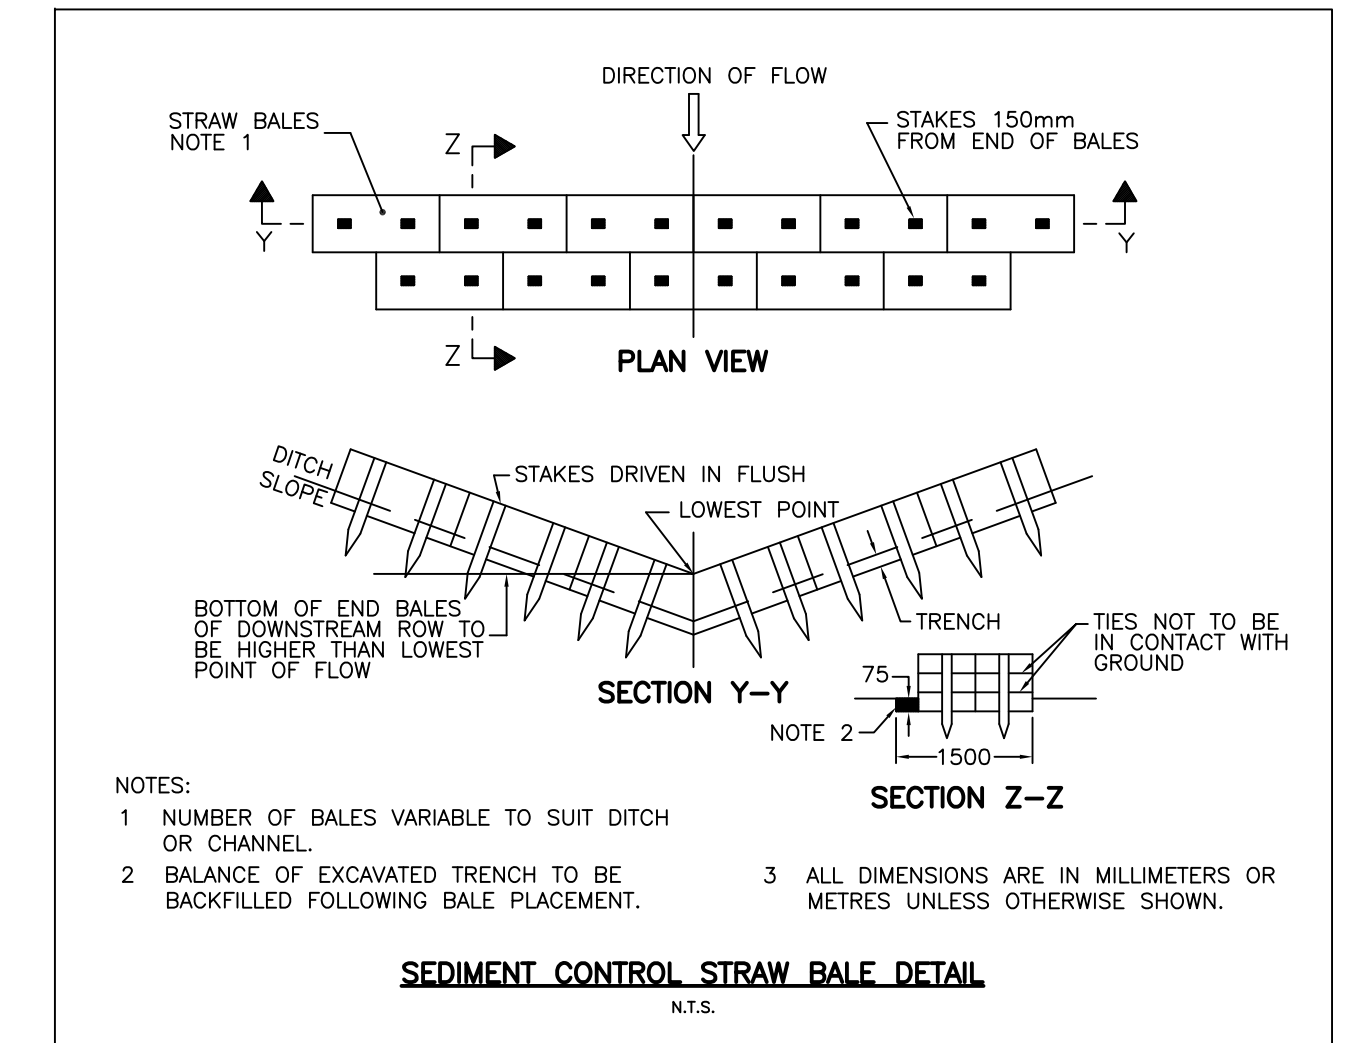 DIRECTION OF FLOW
STRAW BALES
NOTE 1
Z
STAKES 150mm
FROM END OF BALES
Y
Y
Z
PLAN VIEW
DITCH
SLOPE
STAKES DRIVEN IN FLUSH
LOWEST POINT
BOTTOM OF END BALES
OF DOWNSTREAM ROW TO
BE HIGHER THAN LOWEST
POINT OF FLOW
TRENCH
TIES NOT TO BE
IN CONTACT WITH
GROUND
SECTION Y-Y
75
NOTE 2
1500
SECTION Z-Z
NOTES:
1 NUMBER OF BALES VARIABLE TO SUIT DITCH
OR CHANNEL.
2 BALANCE OF EXCAVATED TRENCH TO BE
BACKFILLED FOLLOWING BALE PLACEMENT.
3 ALL DIMENSIONS ARE IN MILLIMETERS OR
METRES UNLESS OTHERWISE SHOWN.
SEDIMENT CONTROL STRAW BALE DETAIL
N.T.S.